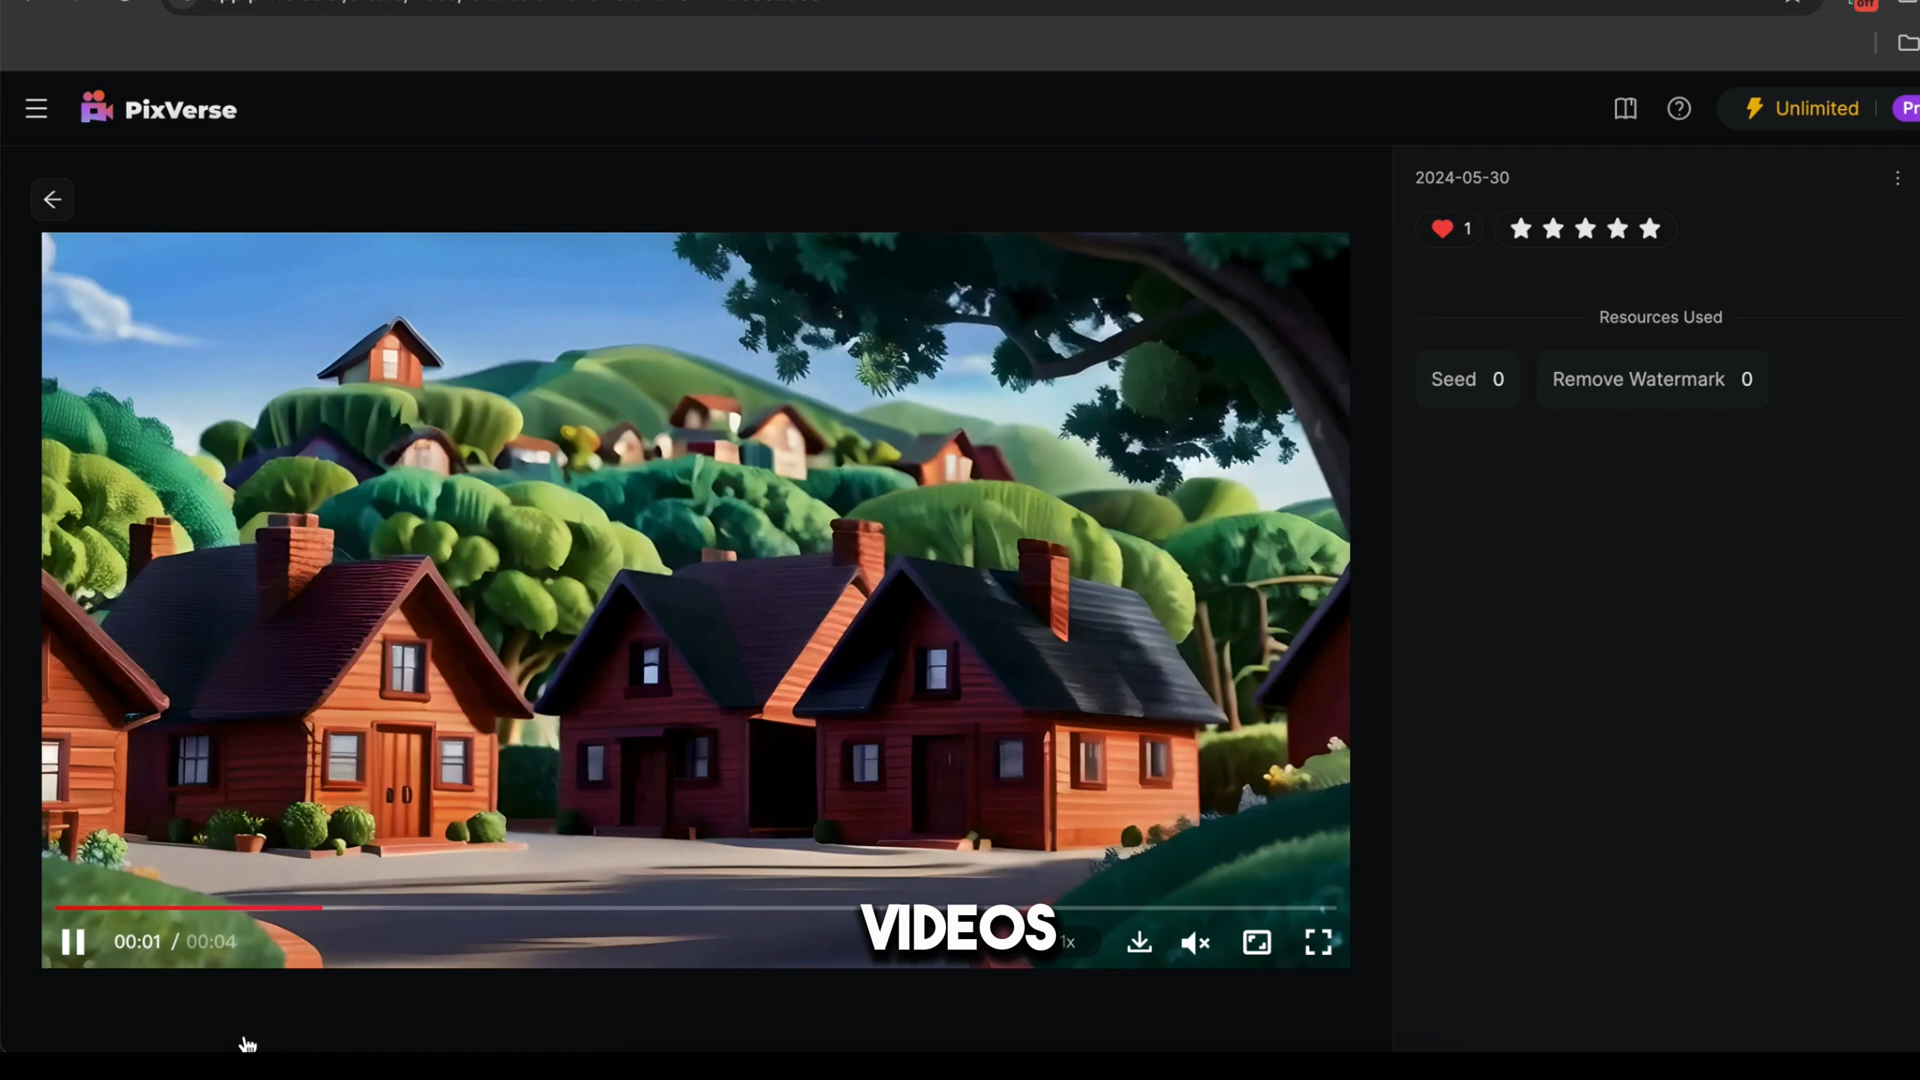 PixVerse
Unlimited
2024-05-30
1
Resources Used
Seed 0
Remove Watermark 0
VIDEOS
1x
00:01 / 00:04